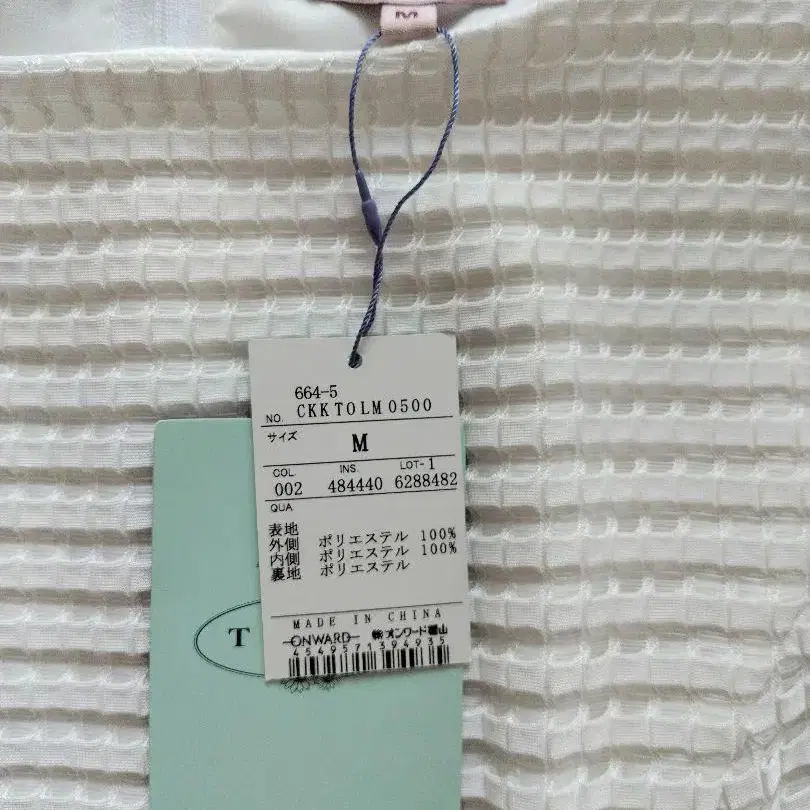 M
664-5
NO. CKKTOLM0500
サイズ M
COL. INS. LOT-1
002 484440 6288482
QUA
表地
外側 ポリエステル 100%
内側 ポリエステル 100%
裏地 ポリエステル
MADE IN CHINA
ONWARD ㈱オンワード樫山
4549571394935
T